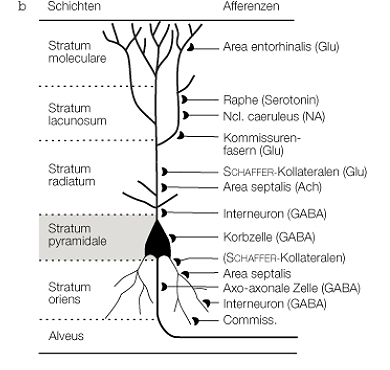 b Schichten Afferenzen
Stratum
moleculare
Area entorhinalis (Glu)
Stratum
lacunosum
Raphe (Serotonin)
Ncl. caeruleus (NA)
Kommissuren-
fasern (Glu)
Stratum
radiatum
SCHAFFER-Kollateralen (Glu)
Area septalis (Ach)
Interneuron (GABA)
Stratum
pyramidale
Korbzelle (GABA)
(SCHAFFER-Kollateralen)
Area septalis
Stratum
oriens
Axo-axonale Zelle (GABA)
Interneuron (GABA)
Commiss.
Alveus